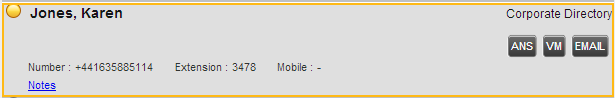 Jones, Karen Corporate Directory
ANS VM EMAIL
Number : +441635885114 Extension : 3478 Mobile : -
Notes